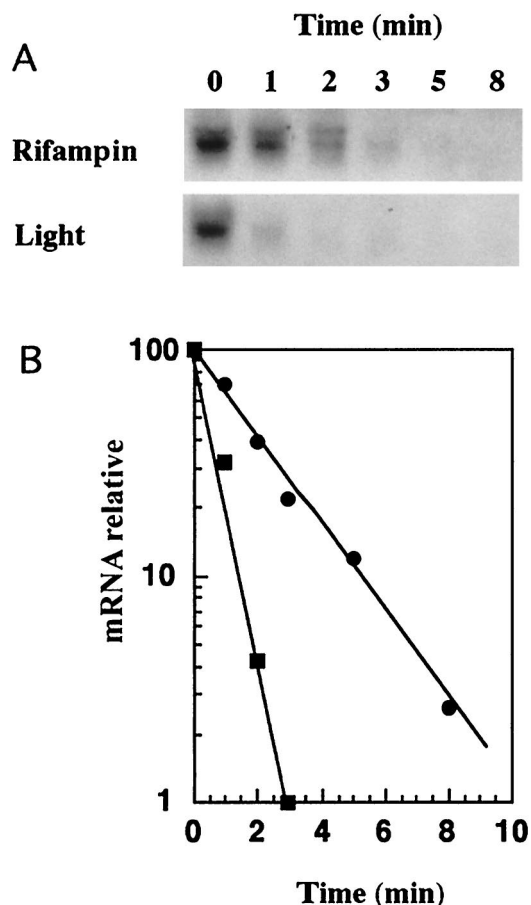 Time (min)
A
0 1 2 3 5 8
Rifampin
Light
B
100
10
1
mRNA relative
0 2 4 6 8 10
Time (min)